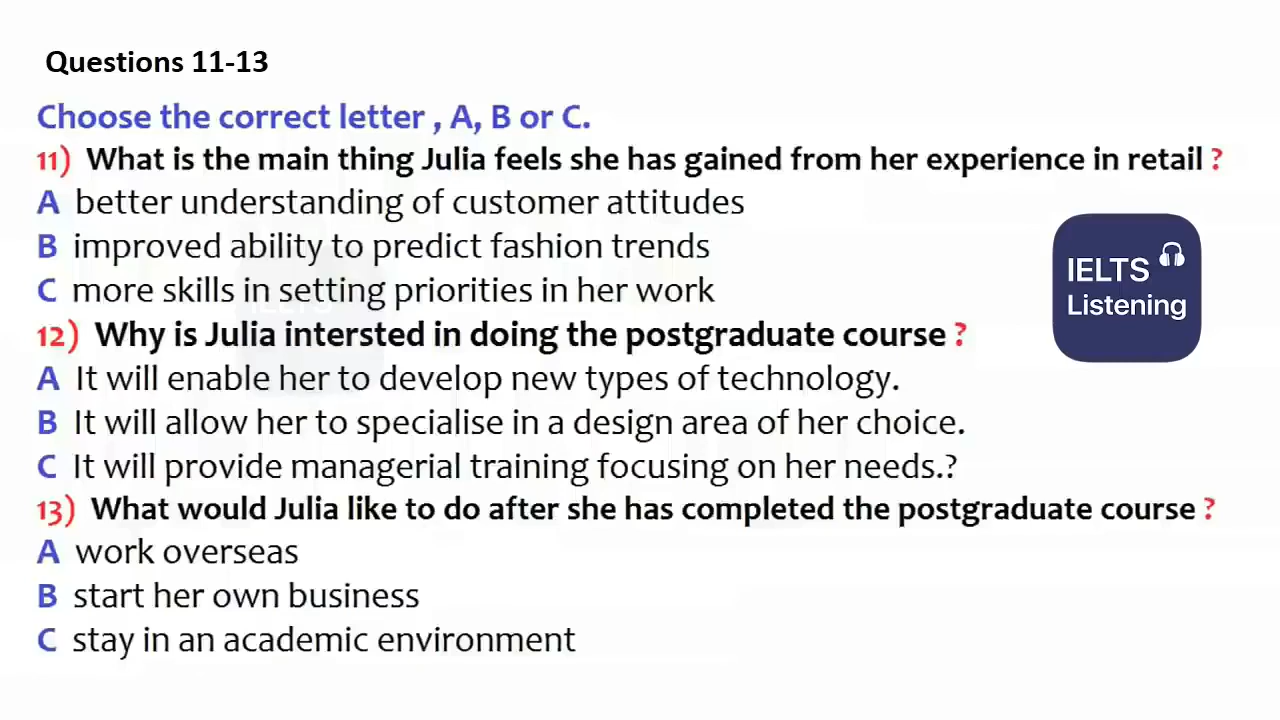 Questions 11-13
Choose the correct letter , A, B or C.
11) What is the main thing Julia feels she has gained from her experience in retail ?
A better understanding of customer attitudes
B improved ability to predict fashion trends
C more skills in setting priorities in her work
12) Why is Julia intersted in doing the postgraduate course ?
A It will enable her to develop new types of technology.
B It will allow her to specialise in a design area of her choice.
C It will provide managerial training focusing on her needs.?
13) What would Julia like to do after she has completed the postgraduate course ?
A work overseas
B start her own business
C stay in an academic environment
IELTS
Listening